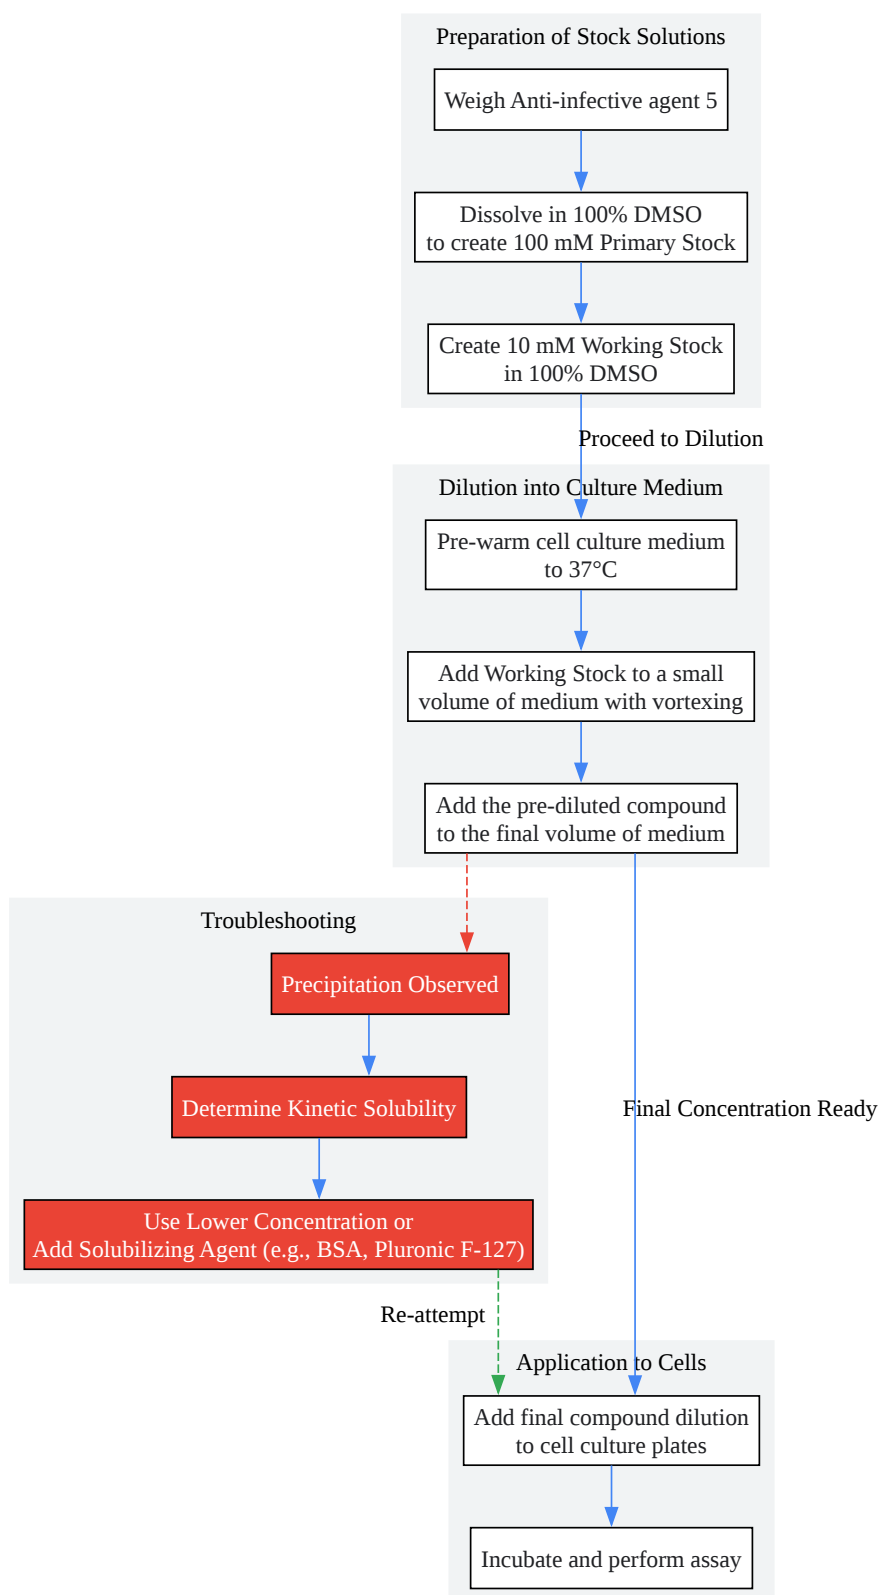 Preparation of Stock Solutions
Weigh Anti-infective agent 5
Dissolve in 100% DMSO
to create 100 mM Primary Stock
Create 10 mM Working Stock
in 100% DMSO
Proceed to Dilution
Dilution into Culture Medium
Pre-warm cell culture medium
to 37°C
Add Working Stock to a small
volume of medium with vortexing
Add the pre-diluted compound
to the final volume of medium
Troubleshooting
Precipitation Observed
Determine Kinetic Solubility
Final Concentration Ready
Use Lower Concentration or
Add Solubilizing Agent (e.g., BSA, Pluronic F-127)
Re-attempt
Application to Cells
Add final compound dilution
to cell culture plates
Incubate and perform assay